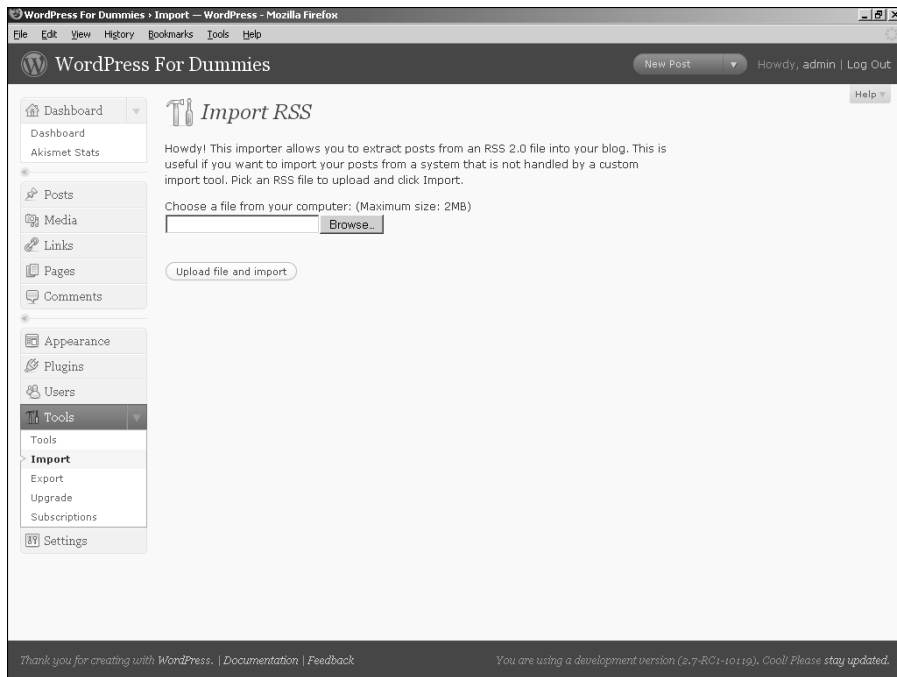 WordPress For Dummies › Import — WordPress - Mozilla Firefox
File Edit View History Bookmarks Tools Help
WordPress For Dummies
New Post
Howdy, admin | Log Out
Help
Dashboard
Dashboard
Akismet Stats
Posts
Media
Links
Pages
Comments
Appearance
Plugins
Users
Tools
Tools
Import
Export
Upgrade
Subscriptions
Settings
Import RSS
Howdy! This importer allows you to extract posts from an RSS 2.0 file into your blog. This is
useful if you want to import your posts from a system that is not handled by a custom
import tool. Pick an RSS file to upload and click Import.
Choose a file from your computer: (Maximum size: 2MB)
Browse..
Upload file and import
Thank you for creating with WordPress. | Documentation | Feedback
You are using a development version (2.7-RC1-10119). Cool! Please stay updated.